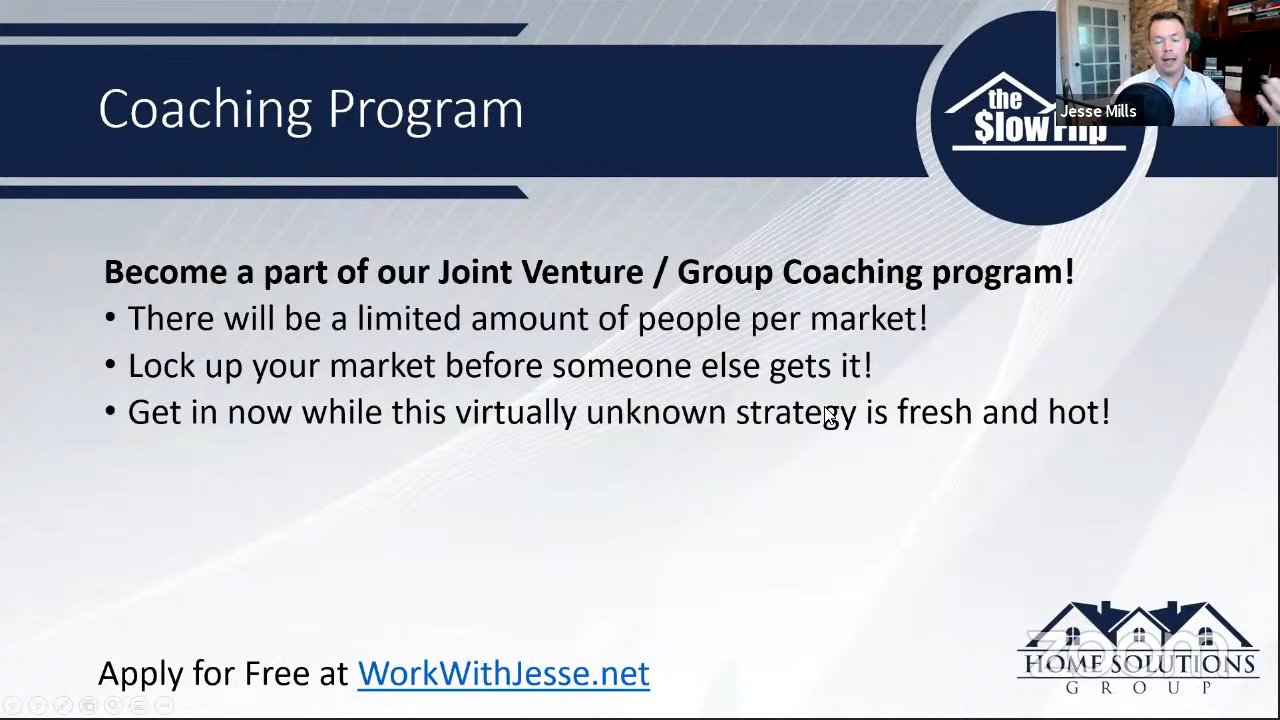 Coaching Program
the
$low Flip
Jesse Mills
Become a part of our Joint Venture / Group Coaching program!
• There will be a limited amount of people per market!
• Lock up your market before someone else gets it!
• Get in now while this virtually unknown strategy is fresh and hot!
Apply for Free at WorkWithJesse.net
zoom
HOME SOLUTIONS
GROUP